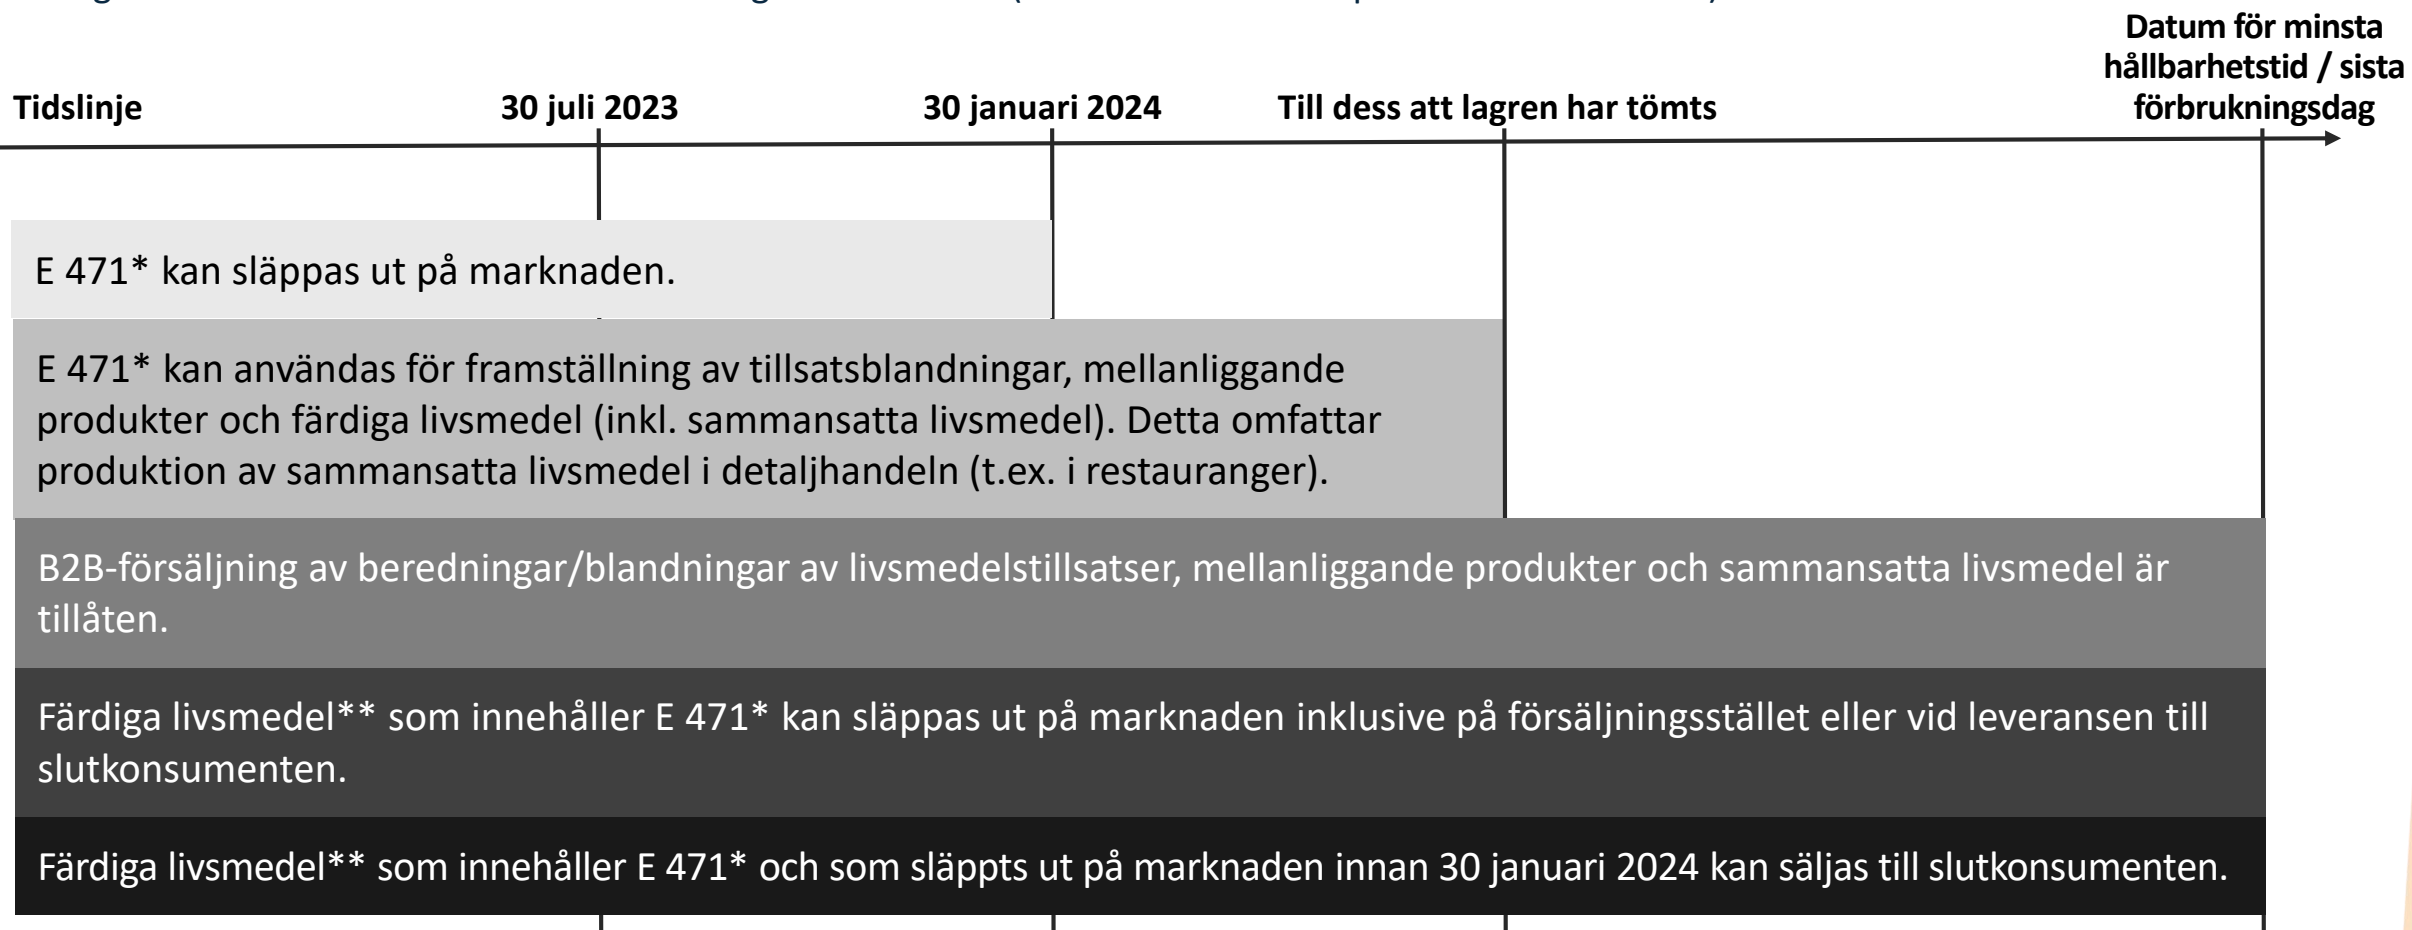 Datum för minsta
hållbarhetstid / sista
förbrukningsdag
Tidslinje
30 juli 2023
30 januari 2024
Till dess att lagren har tömts
E 471* kan släppas ut på marknaden.
E 471* kan användas för framställning av tillsatsblandningar, mellanliggande
produkter och färdiga livsmedel (inkl. sammansatta livsmedel). Detta omfattar
produktion av sammansatta livsmedel i detaljhandeln (t.ex. i restauranger).
B2B-försäljning av beredningar/blandningar av livsmedelstillsatser, mellanliggande produkter och sammansatta livsmedel är
tillåten.
Färdiga livsmedel** som innehåller E 471* kan släppas ut på marknaden inklusive på försäljningsstället eller vid leveransen till
slutkonsumenten.
Färdiga livsmedel** som innehåller E 471* och som släppts ut på marknaden innan 30 januari 2024 kan säljas till slutkonsumenten.